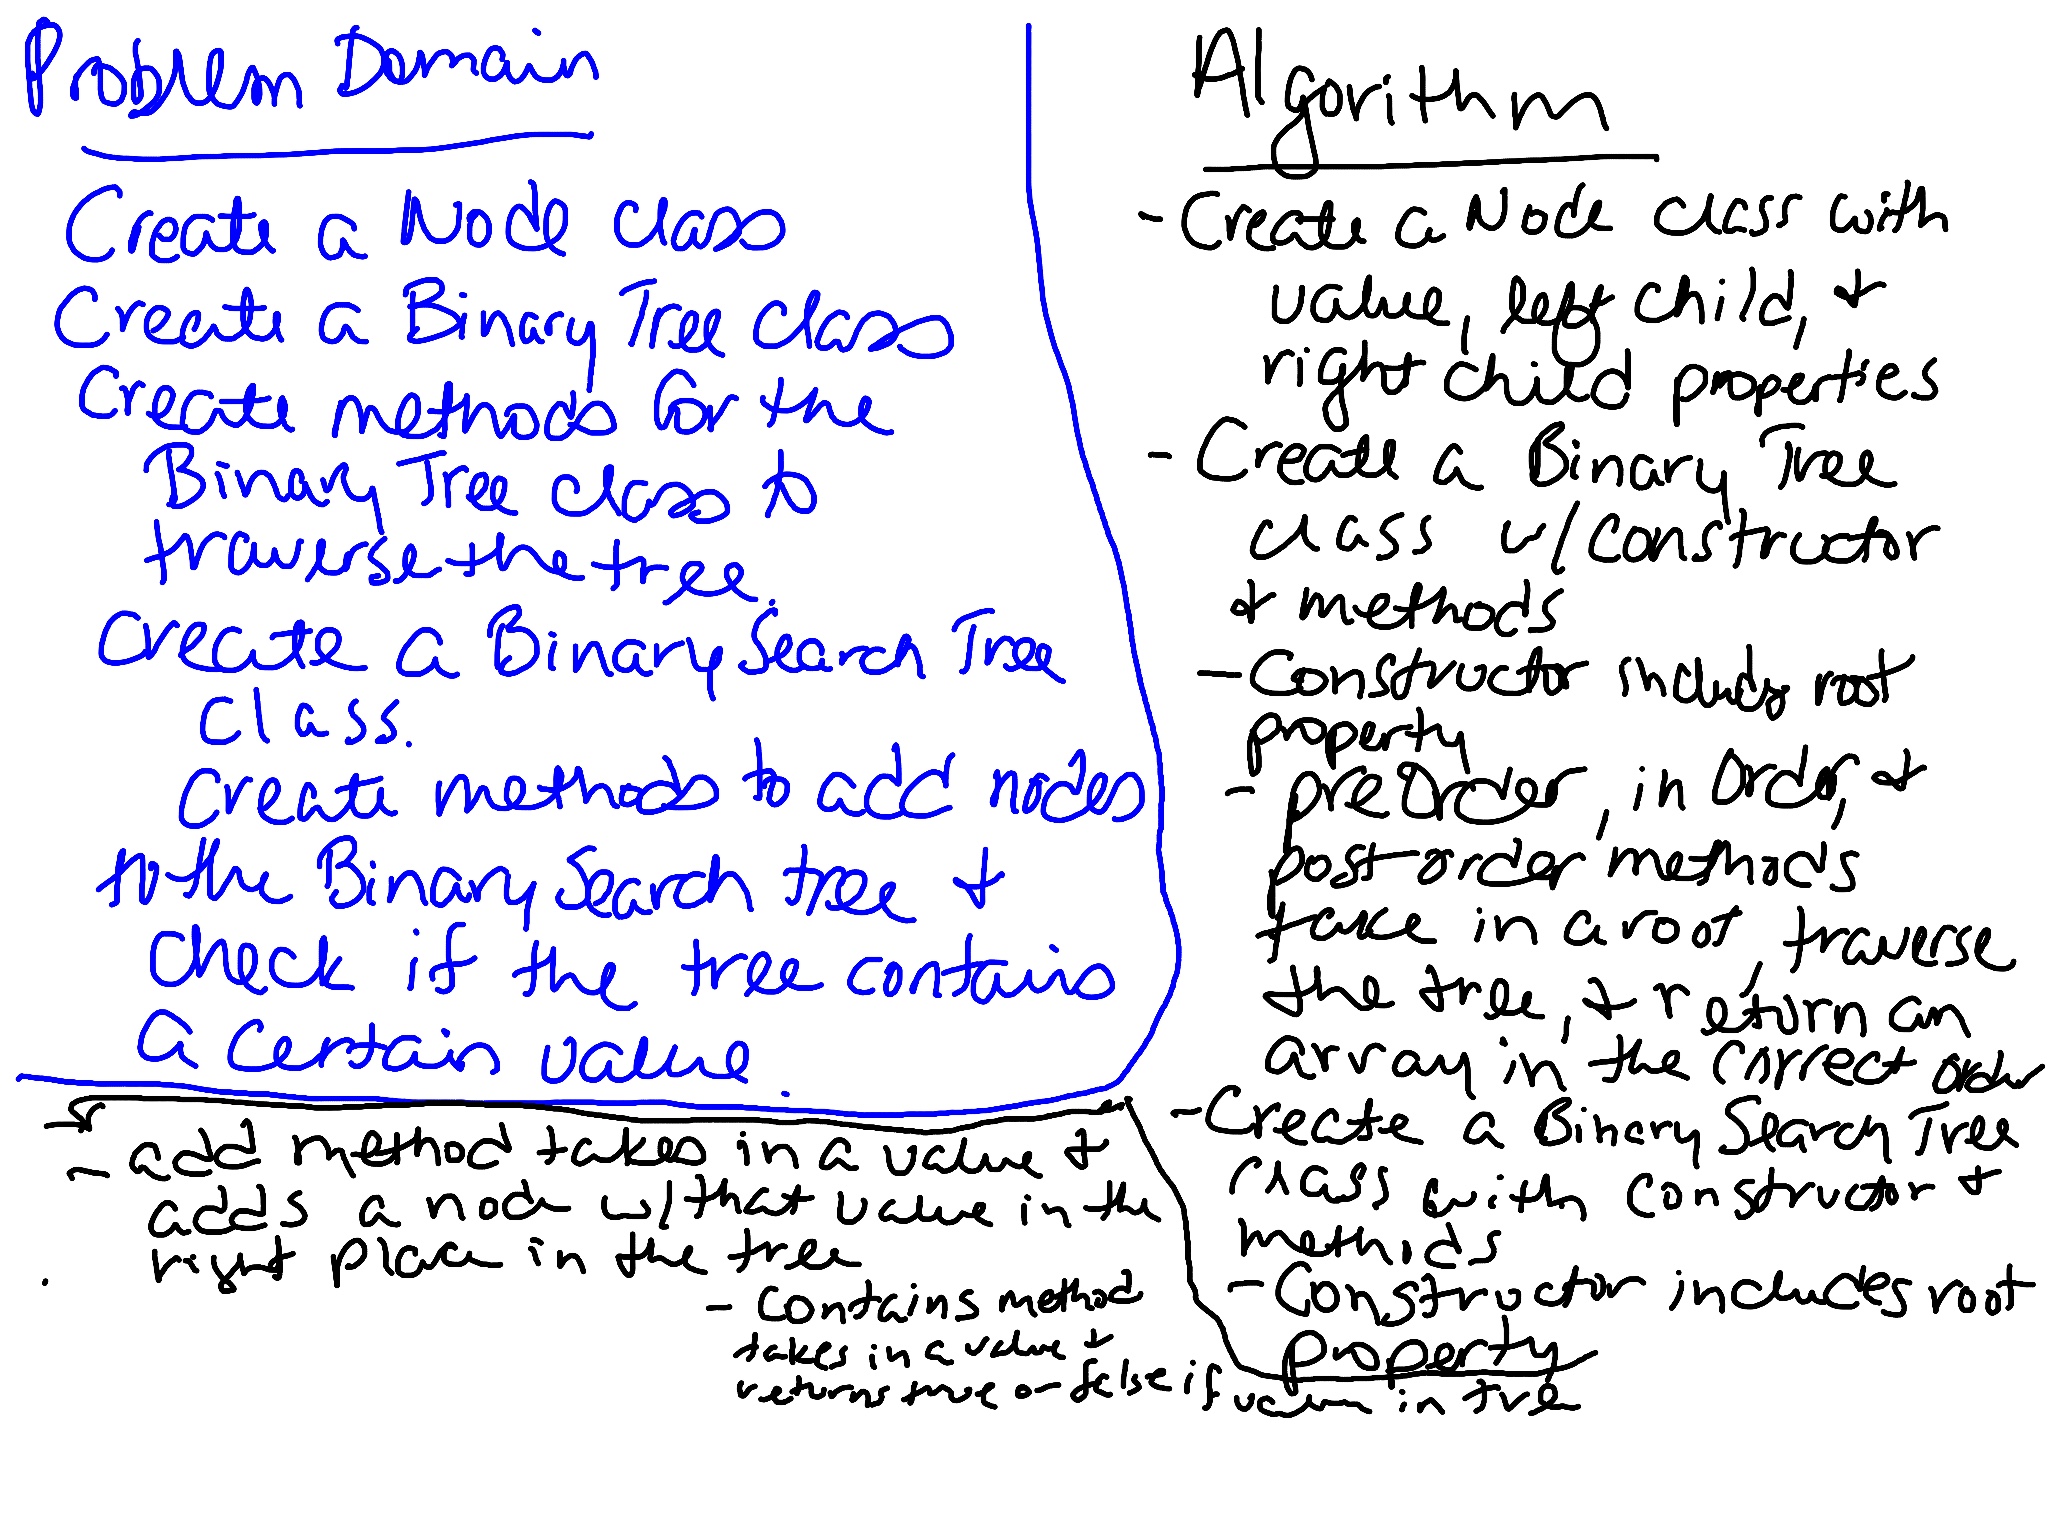 Problem Domain
Create a Node class
Create a Binary Tree class
Create methods for the
Binary Tree class to
traverse the tree.
Create a Binary Search Tree
class.
Create methods to add nodes
to the Binary Search tree &
check if the tree contains
a certain value.
Algorithm
- Create a Node class with
value, left child, &
right child properties
- Create a Binary Tree
class w/ constructor
& methods
- Constructor includes root
property
- preOrder, inOrder, &
post-order methods
take in a root, traverse
the tree, & return an
array in the correct order
- Create a Binary Search Tree
class with constructor &
methods
- Constructor includes root
property
- add method takes in a value &
adds a node w/ that value in the
right place in the tree
- Contains method
takes in a value &
returns true or false if value in tree